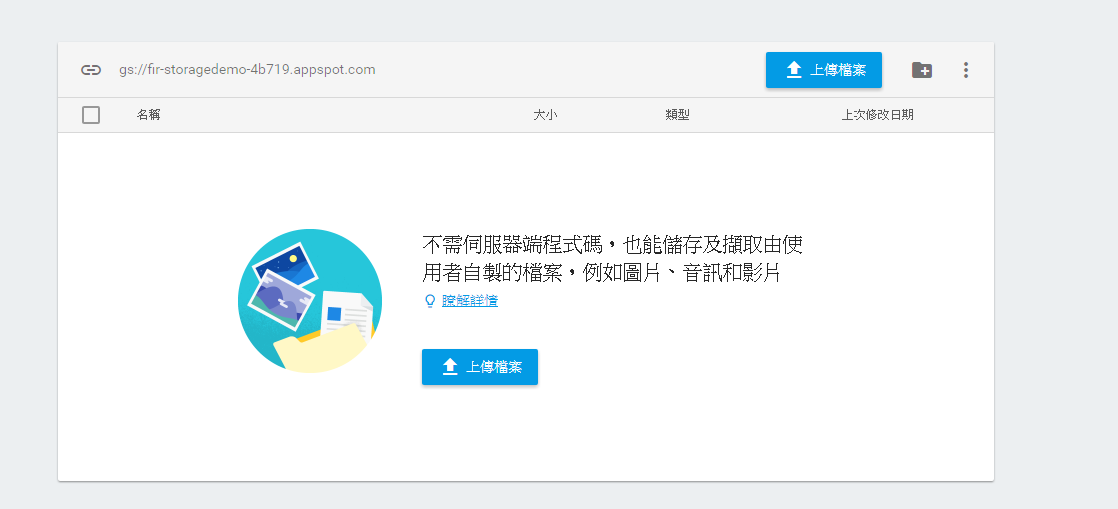 gs://fir-storagedemo-4b719.appspot.com
上傳檔案
名稱 大小 類型 上次修改日期
不需伺服器端程式碼，也能儲存及擷取由使
用者自製的檔案，例如圖片、音訊和影片
瞭解詳情
上傳檔案